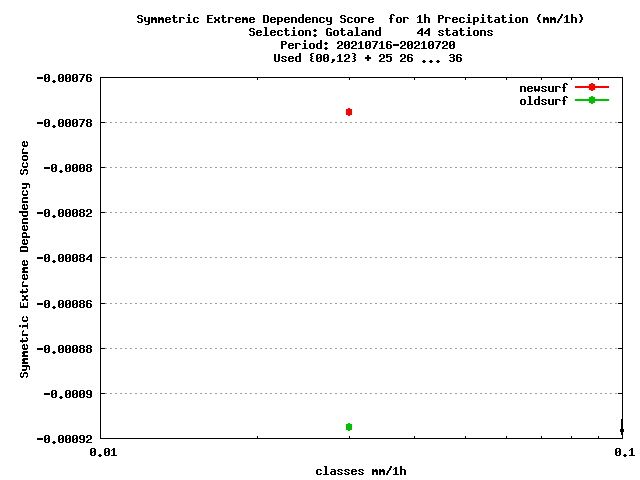 Symmetric Extreme Dependency Score  for 1h Precipitation (mm/1h)
Selection: Gotaland     44 stations
Period: 20210716-20210720
Used {00,12} + 25 26 ... 36
newsurf
oldsurf
-0.00076
-0.00078
-0.0008
-0.00082
-0.00084
-0.00086
-0.00088
-0.0009
-0.00092
Symmetric Extreme Dependency Score
0.01
0.1
classes mm/1h